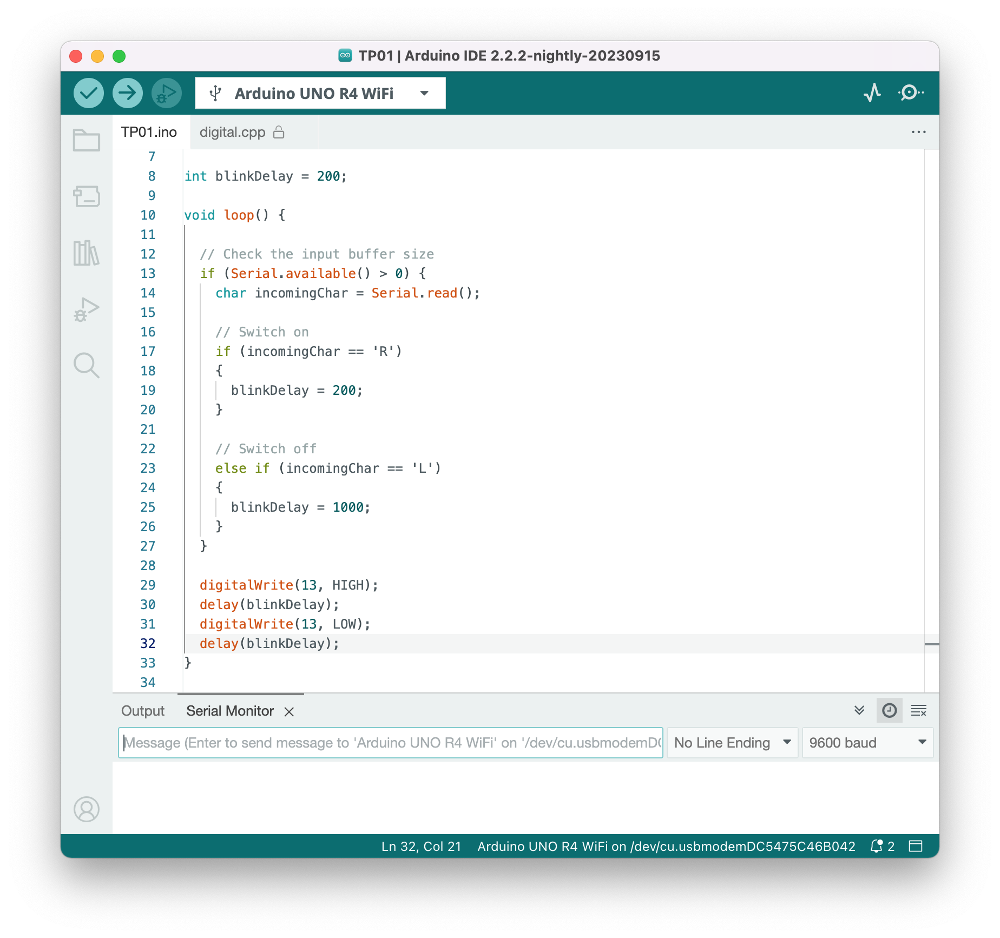 TP01 | Arduino IDE 2.2.2-nightly-20230915
Arduino UNO R4 WiFi
TP01.ino digital.cpp
7
8 int blinkDelay = 200;
9
10 void loop() {
11
12 // Check the input buffer size
13 if (Serial.available() > 0) {
14 char incomingChar = Serial.read();
15
16 // Switch on
17 if (incomingChar == 'R')
18 {
19 blinkDelay = 200;
20 }
21
22 // Switch off
23 else if (incomingChar == 'L')
24 {
25 blinkDelay = 1000;
26 }
27 }
28
29 digitalWrite(13, HIGH);
30 delay(blinkDelay);
31 digitalWrite(13, LOW);
32 delay(blinkDelay);
33 }
34
Output Serial Monitor
Message (Enter to send message to 'Arduino UNO R4 WiFi' on '/dev/cu.usbmodemDC No Line Ending 9600 baud
Ln 32, Col 21 Arduino UNO R4 WiFi on /dev/cu.usbmodemDC5475C46B042 2